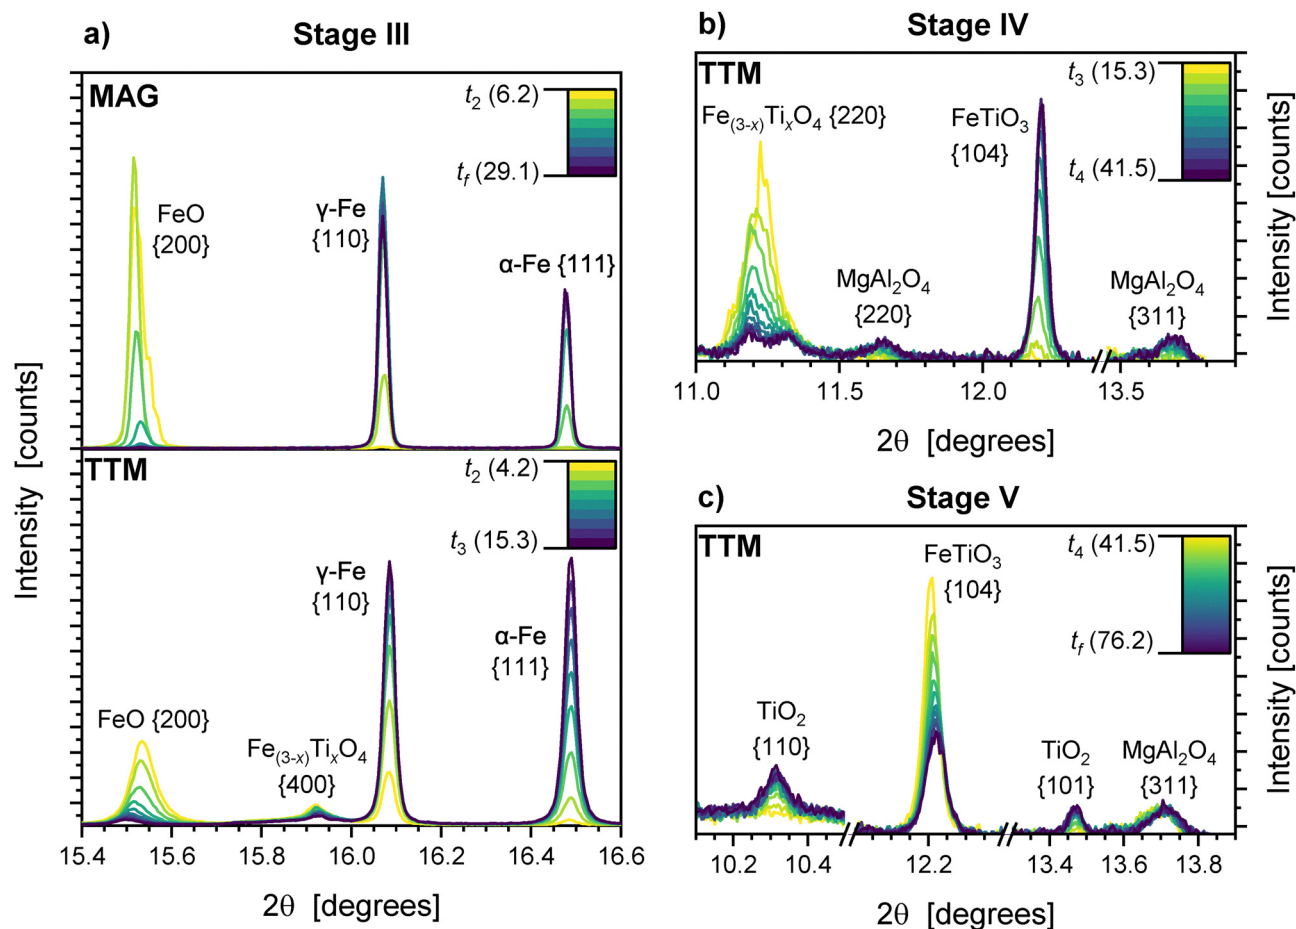 a)
Stage III
MAG
t₂ (6.2)
t_f (29.1)
FeO
{200}
γ-Fe
{110}
α-Fe {111}
TTM
t₂ (4.2)
t₃ (15.3)
γ-Fe
{110}
α-Fe
{111}
FeO {200}
Fe₍₃₋ₓ₎TiₓO₄
{400}
15.4 15.6 15.8 16.0 16.2 16.4 16.6
2θ [degrees]
Intensity [counts]
b)
Stage IV
TTM
t₃ (15.3)
t₄ (41.5)
Fe₍₃₋ₓ₎TiₓO₄ {220}
FeTiO₃
{104}
MgAl₂O₄
{220}
MgAl₂O₄
{311}
11.0 11.5 12.0 13.5
2θ [degrees]
Intensity [counts]
c)
Stage V
TTM
t₄ (41.5)
t_f (76.2)
FeTiO₃
{104}
TiO₂
{110}
TiO₂
{101}
MgAl₂O₄
{311}
10.2 10.4 12.2 13.4 13.6 13.8
2θ [degrees]
Intensity [counts]